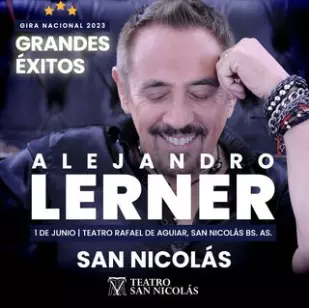 GIRA NACIONAL 2023
GRANDES
ÉXITOS
ALEJANDRO
LERNER
1 DE JUNIO | TEATRO RAFAEL DE AGUIAR, SAN NICOLÁS BS. AS.
SAN NICOLÁS
TEATRO
SAN NICOLÁS